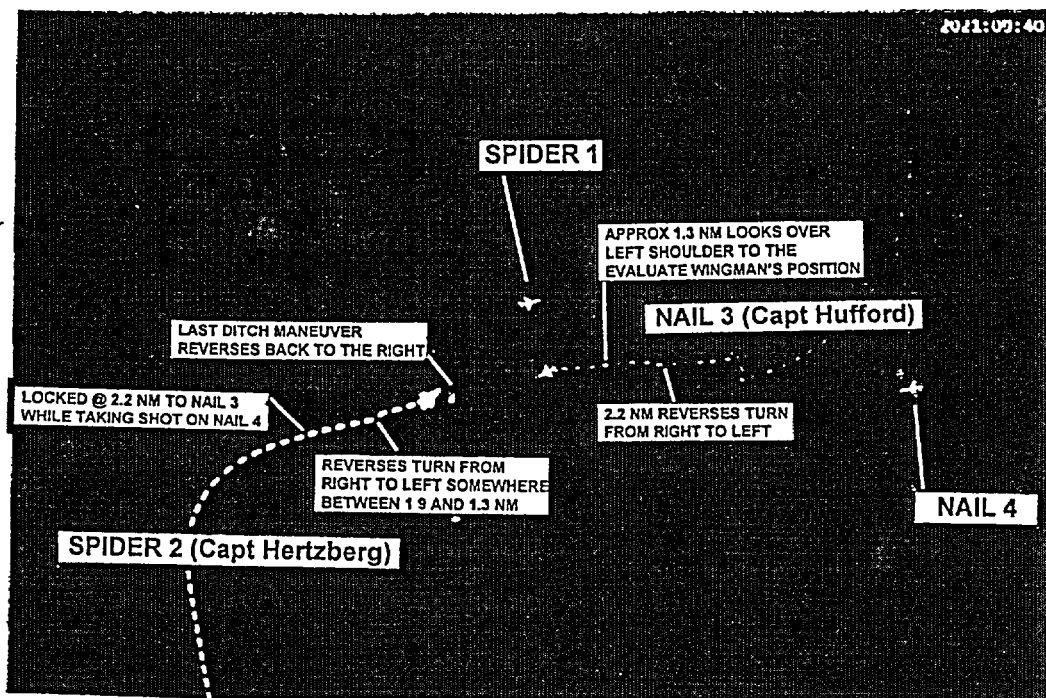 2021:09:40
SPIDER 1
APPROX 1.3 NM LOOKS OVER
LEFT SHOULDER TO THE
EVALUATE WINGMAN'S POSITION
NAIL 3 (Capt Hufford)
LAST DITCH MANEUVER
REVERSES BACK TO THE RIGHT
LOCKED @ 2.2 NM TO NAIL 3
WHILE TAKING SHOT ON NAIL 4
2.2 NM REVERSES TURN
FROM RIGHT TO LEFT
REVERSES TURN FROM
RIGHT TO LEFT SOMEWHERE
BETWEEN 1 9 AND 1.3 NM
NAIL 4
SPIDER 2 (Capt Hertzberg)